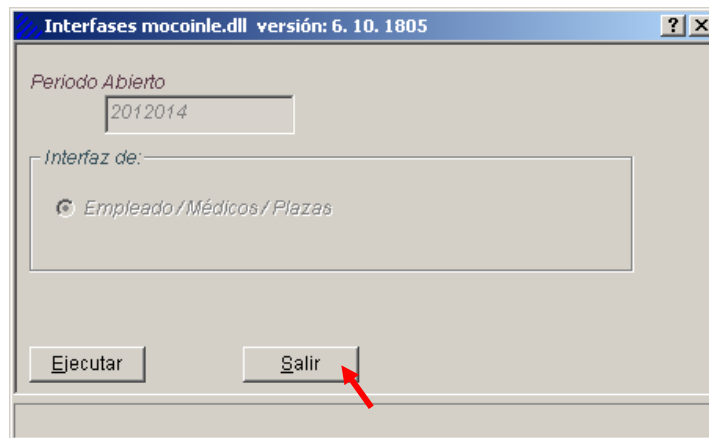 Interfases mocoinle.dll versión: 6. 10. 1805
Periodo Abierto
2012014
Interfaz de:
Empleado/Médicos/Plazas
Ejecutar
Salir